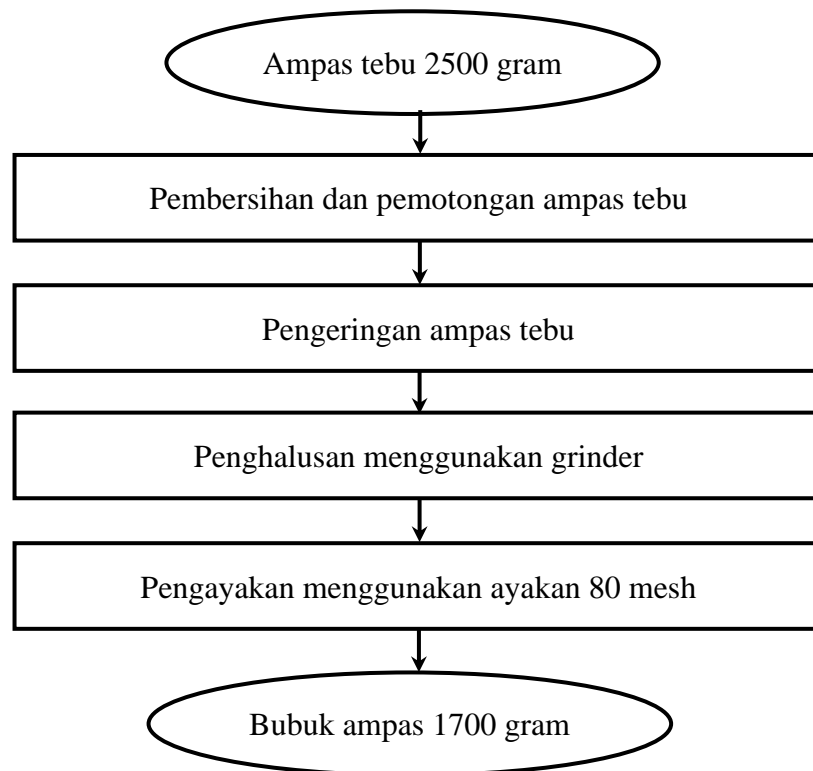 Ampas tebu 2500 gram
Pembersihan dan pemotongan ampas tebu
Pengeringan ampas tebu
Penghalusan menggunakan grinder
Pengayakan menggunakan ayakan 80 mesh
Bubuk ampas 1700 gram